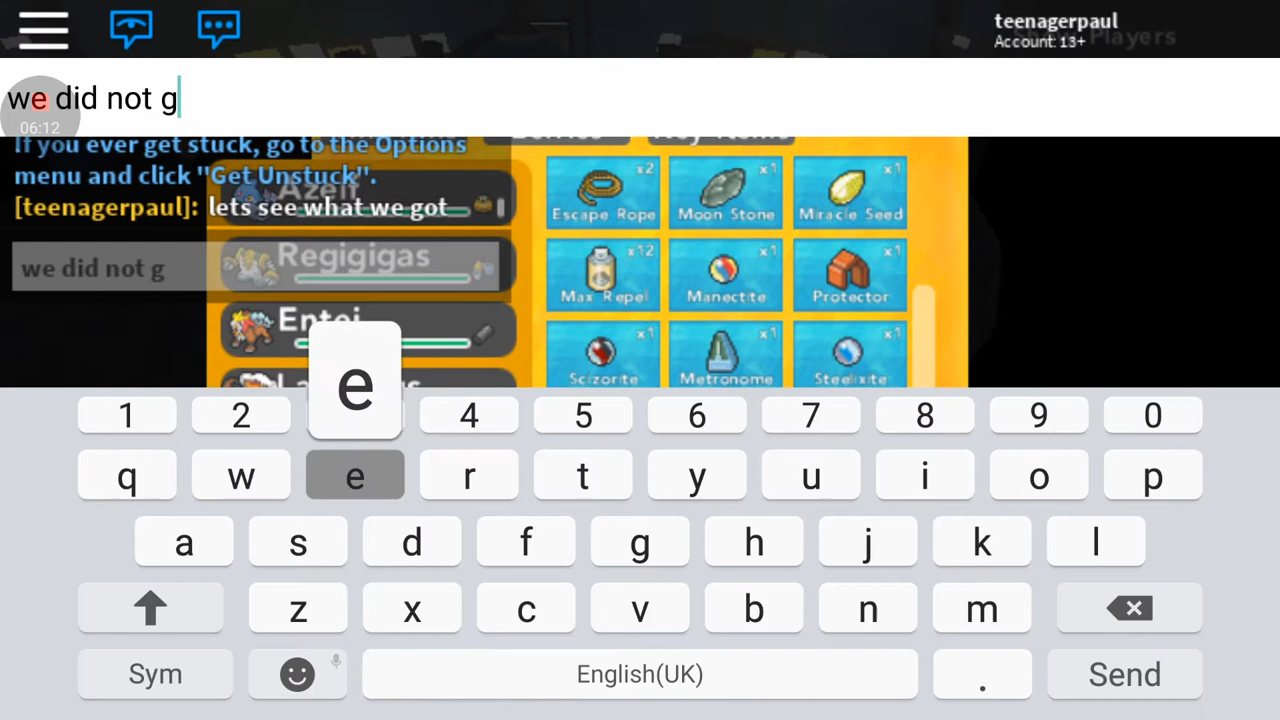 teenagerpaul
Account: 13+
Players
we did not g
06:12
If you ever get stuck, go to the Options
menu and click "Get Unstuck".
[teenagerpaul]: lets see what we got
we did not g
Azelf
Regigigas
Entei
x2
Escape Rope
x1
Moon Stone
x1
Miracle Seed
x12
Max Repel
x1
Manectite
x1
Protector
x1
Scizorite
x1
Metronome
x1
Steelixite
e
1 2 4 5 6 7 8 9 0
q w e r t y u i o p
a s d f g h j k l
z x c v b n m
Sym English(UK) . Send